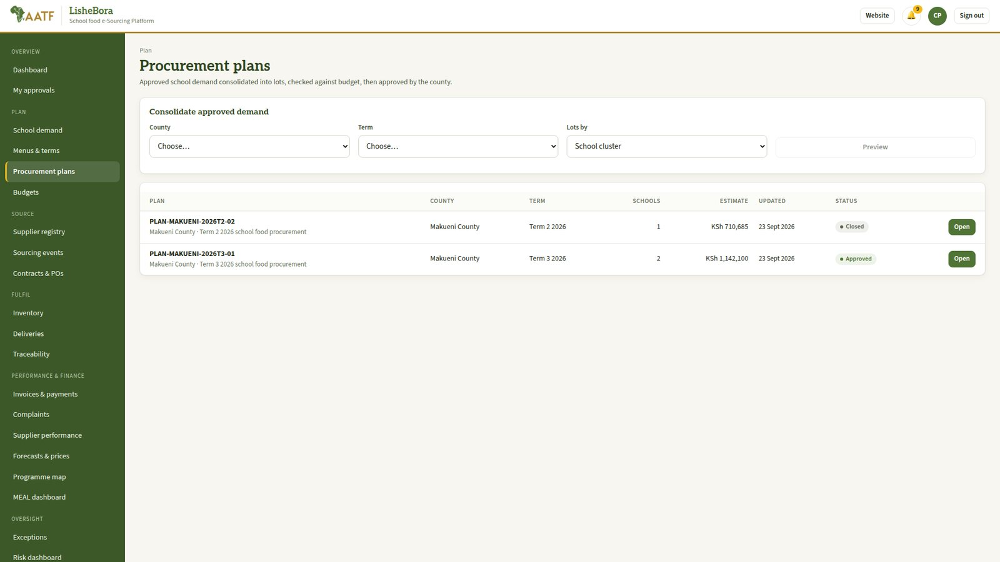 AATF
LisheBora
School food e-Sourcing Platform
Website
9
CP
Sign out
OVERVIEW
Dashboard
My approvals
PLAN
School demand
Menus & terms
Procurement plans
Budgets
SOURCE
Supplier registry
Sourcing events
Contracts & POs
FULFIL
Inventory
Deliveries
Traceability
PERFORMANCE & FINANCE
Invoices & payments
Complaints
Supplier performance
Forecasts & prices
Programme map
MEAL dashboard
OVERSIGHT
Exceptions
Risk dashboard
Plan
Procurement plans
Approved school demand consolidated into lots, checked against budget, then approved by the county.
Consolidate approved demand
County Term Lots by
Choose... Choose... School cluster Preview
PLAN COUNTY TERM SCHOOLS ESTIMATE UPDATED STATUS
PLAN-MAKUENI-2026T2-02
Makueni County · Term 2 2026 school food procurement
Makueni County Term 2 2026 1 KSh 710,685 23 Sept 2026 Closed Open
PLAN-MAKUENI-2026T3-01
Makueni County · Term 3 2026 school food procurement
Makueni County Term 3 2026 2 KSh 1,142,100 23 Sept 2026 Approved Open